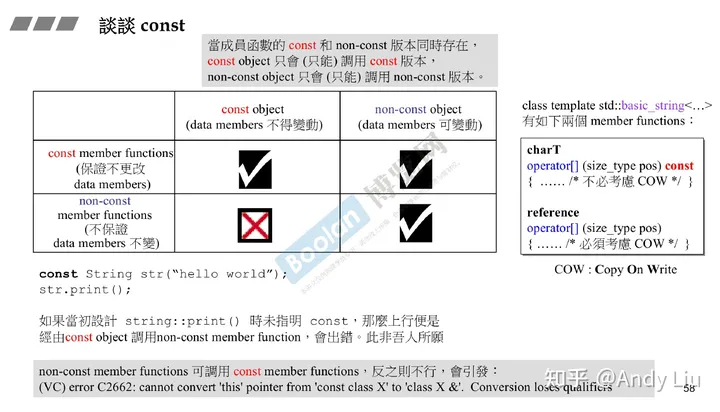 談談 const
當成員函數的 const 和 non-const 版本同時存在，
const object 只會 (只能) 調用 const 版本，
non-const object 只會 (只能) 調用 non-const 版本。
const object
(data members 不得變動)
non-const object
(data members 可變動)
const member functions
(保證不更改
data members)
non-const
member functions
(不保證
data members 不變)
class template std::basic_string<…>
有如下兩個 member functions：
charT
operator[] (size_type pos) const
{ …… /* 不必考慮 COW */ }
reference
operator[] (size_type pos)
{ …… /* 必須考慮 COW */ }
COW : Copy On Write
const String str(“hello world”);
str.print();
如果當初設計 string::print() 時未指明 const，那麼上行便是
經由const object 調用non-const member function，會出錯。此非吾人所願
non-const member functions 可調用 const member functions，反之則不行，會引發：
(VC) error C2662: cannot convert 'this' pointer from 'const class X' to 'class X &'. Conversion loses qualifiers
58
Boolan 博览网
知乎 @Andy Liu